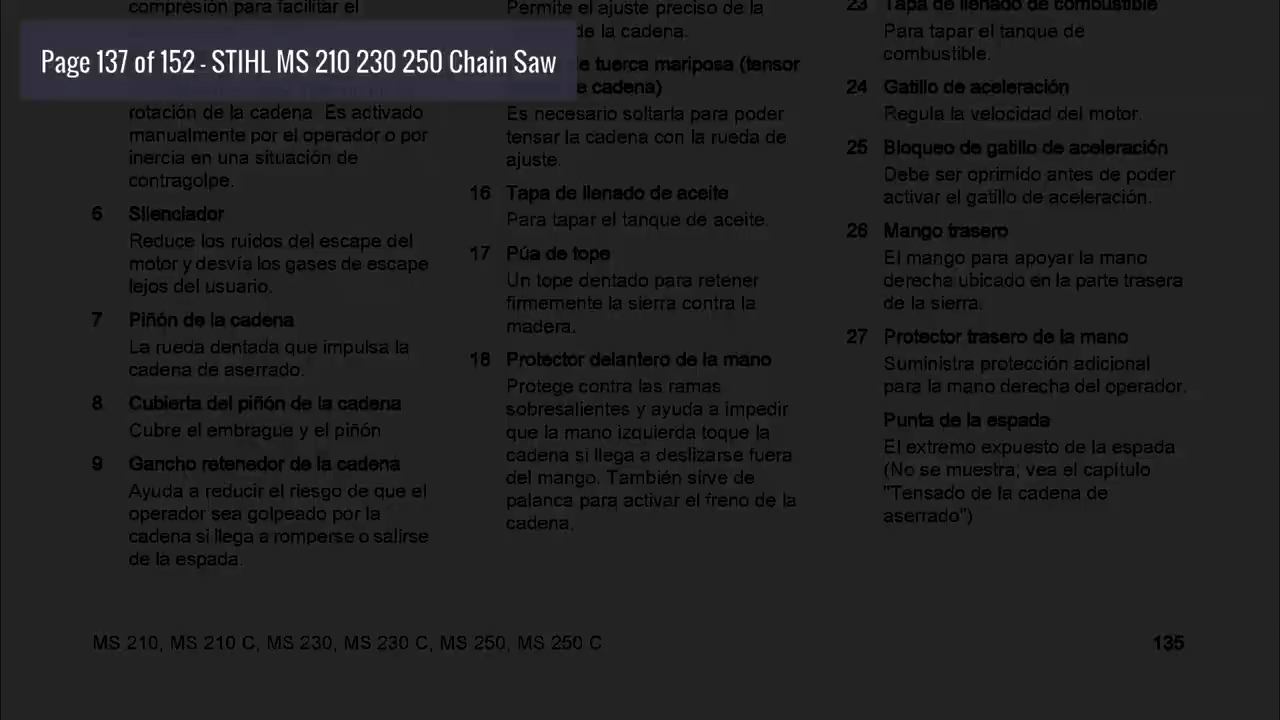 Page 137 of 152 - STIHL MS 210 230 250 Chain Saw
compresión para facilitar el
rotación de la cadena. Es activado
manualmente por el operador o por
inercia en una situación de
contragolpe.
6 Silenciador
Reduce los ruidos del escape del
motor y desvía los gases de escape
lejos del usuario.
7 Piñón de la cadena
La rueda dentada que impulsa la
cadena de aserrado.
8 Cubierta del piñón de la cadena
Cubre el embrague y el piñón
9 Gancho retenedor de la cadena
Ayuda a reducir el riesgo de que el
operador sea golpeado por la
cadena si llega a romperse o salirse
de la espada.
Permite el ajuste preciso de la
de la cadena.
de tuerca mariposa (tensor
cadena)
Es necesario soltarla para poder
tensar la cadena con la rueda de
ajuste.
16 Tapa de llenado de aceite
Para tapar el tanque de aceite.
17 Púa de tope
Un tope dentado para retener
firmemente la sierra contra la
madera.
18 Protector delantero de la mano
Protege contra las ramas
sobresalientes y ayuda a impedir
que la mano izquierda toque la
cadena si llega a deslizarse fuera
del mango. También sirve de
palanca para activar el freno de la
cadena.
23 Tapa de llenado de combustible
Para tapar el tanque de
combustible.
24 Gatillo de aceleración
Regula la velocidad del motor.
25 Bloqueo de gatillo de aceleración
Debe ser oprimido antes de poder
activar el gatillo de aceleración.
26 Mango trasero
El mango para apoyar la mano
derecha ubicado en la parte trasera
de la sierra.
27 Protector trasero de la mano
Suministra protección adicional
para la mano derecha del operador.
Punta de la espada
El extremo expuesto de la espada
(No se muestra; vea el capítulo
"Tensado de la cadena de
aserrado")
MS 210, MS 210 C, MS 230, MS 230 C, MS 250, MS 250 C
135